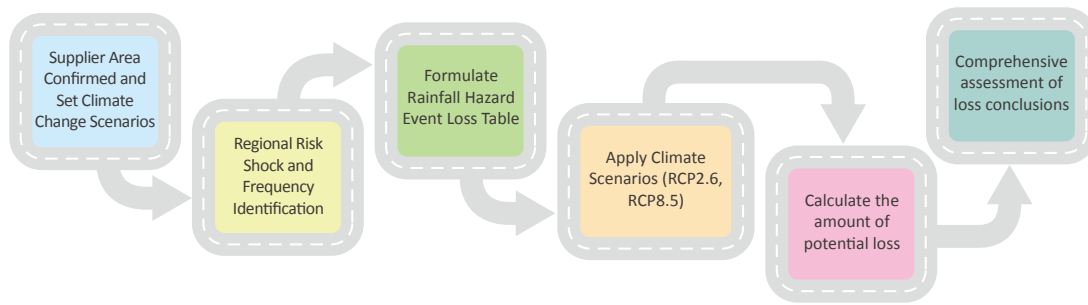 Supplier Area
Confirmed and
Set Climate
Change Scenarios
Regional Risk
Shock and
Frequency
Identification
Formulate
Rainfall Hazard
Event Loss Table
Apply Climate
Scenarios (RCP2.6,
RCP8.5)
Calculate the
amount of
potential loss
Comprehensive
assessment of
loss conclusions